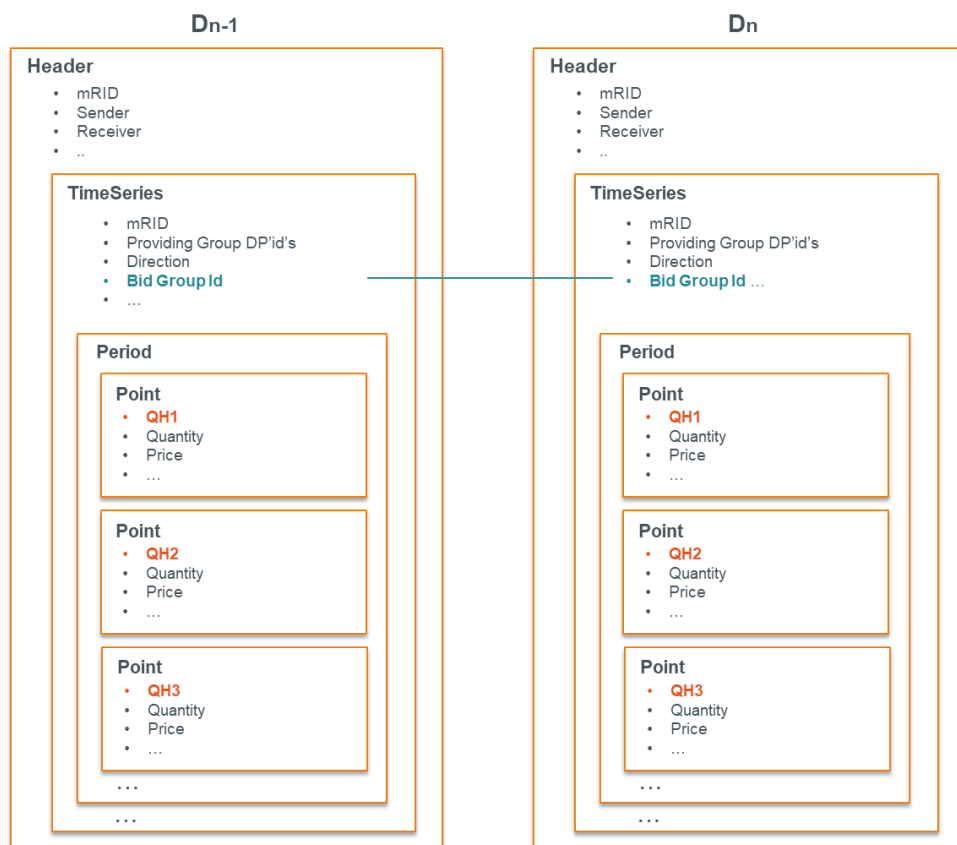 Dn-1
Header
• mRID
• Sender
• Receiver
• ..
TimeSeries
• mRID
• Providing Group DP'id's
• Direction
• Bid Group Id
• …
Period
Point
• QH1
• Quantity
• Price
• …
Point
• QH2
• Quantity
• Price
• …
Point
• QH3
• Quantity
• Price
• …
…
…
Dn
Header
• mRID
• Sender
• Receiver
• ..
TimeSeries
• mRID
• Providing Group DP'id's
• Direction
• Bid Group Id …
Period
Point
• QH1
• Quantity
• Price
• …
Point
• QH2
• Quantity
• Price
• …
Point
• QH3
• Quantity
• Price
• …
…
…